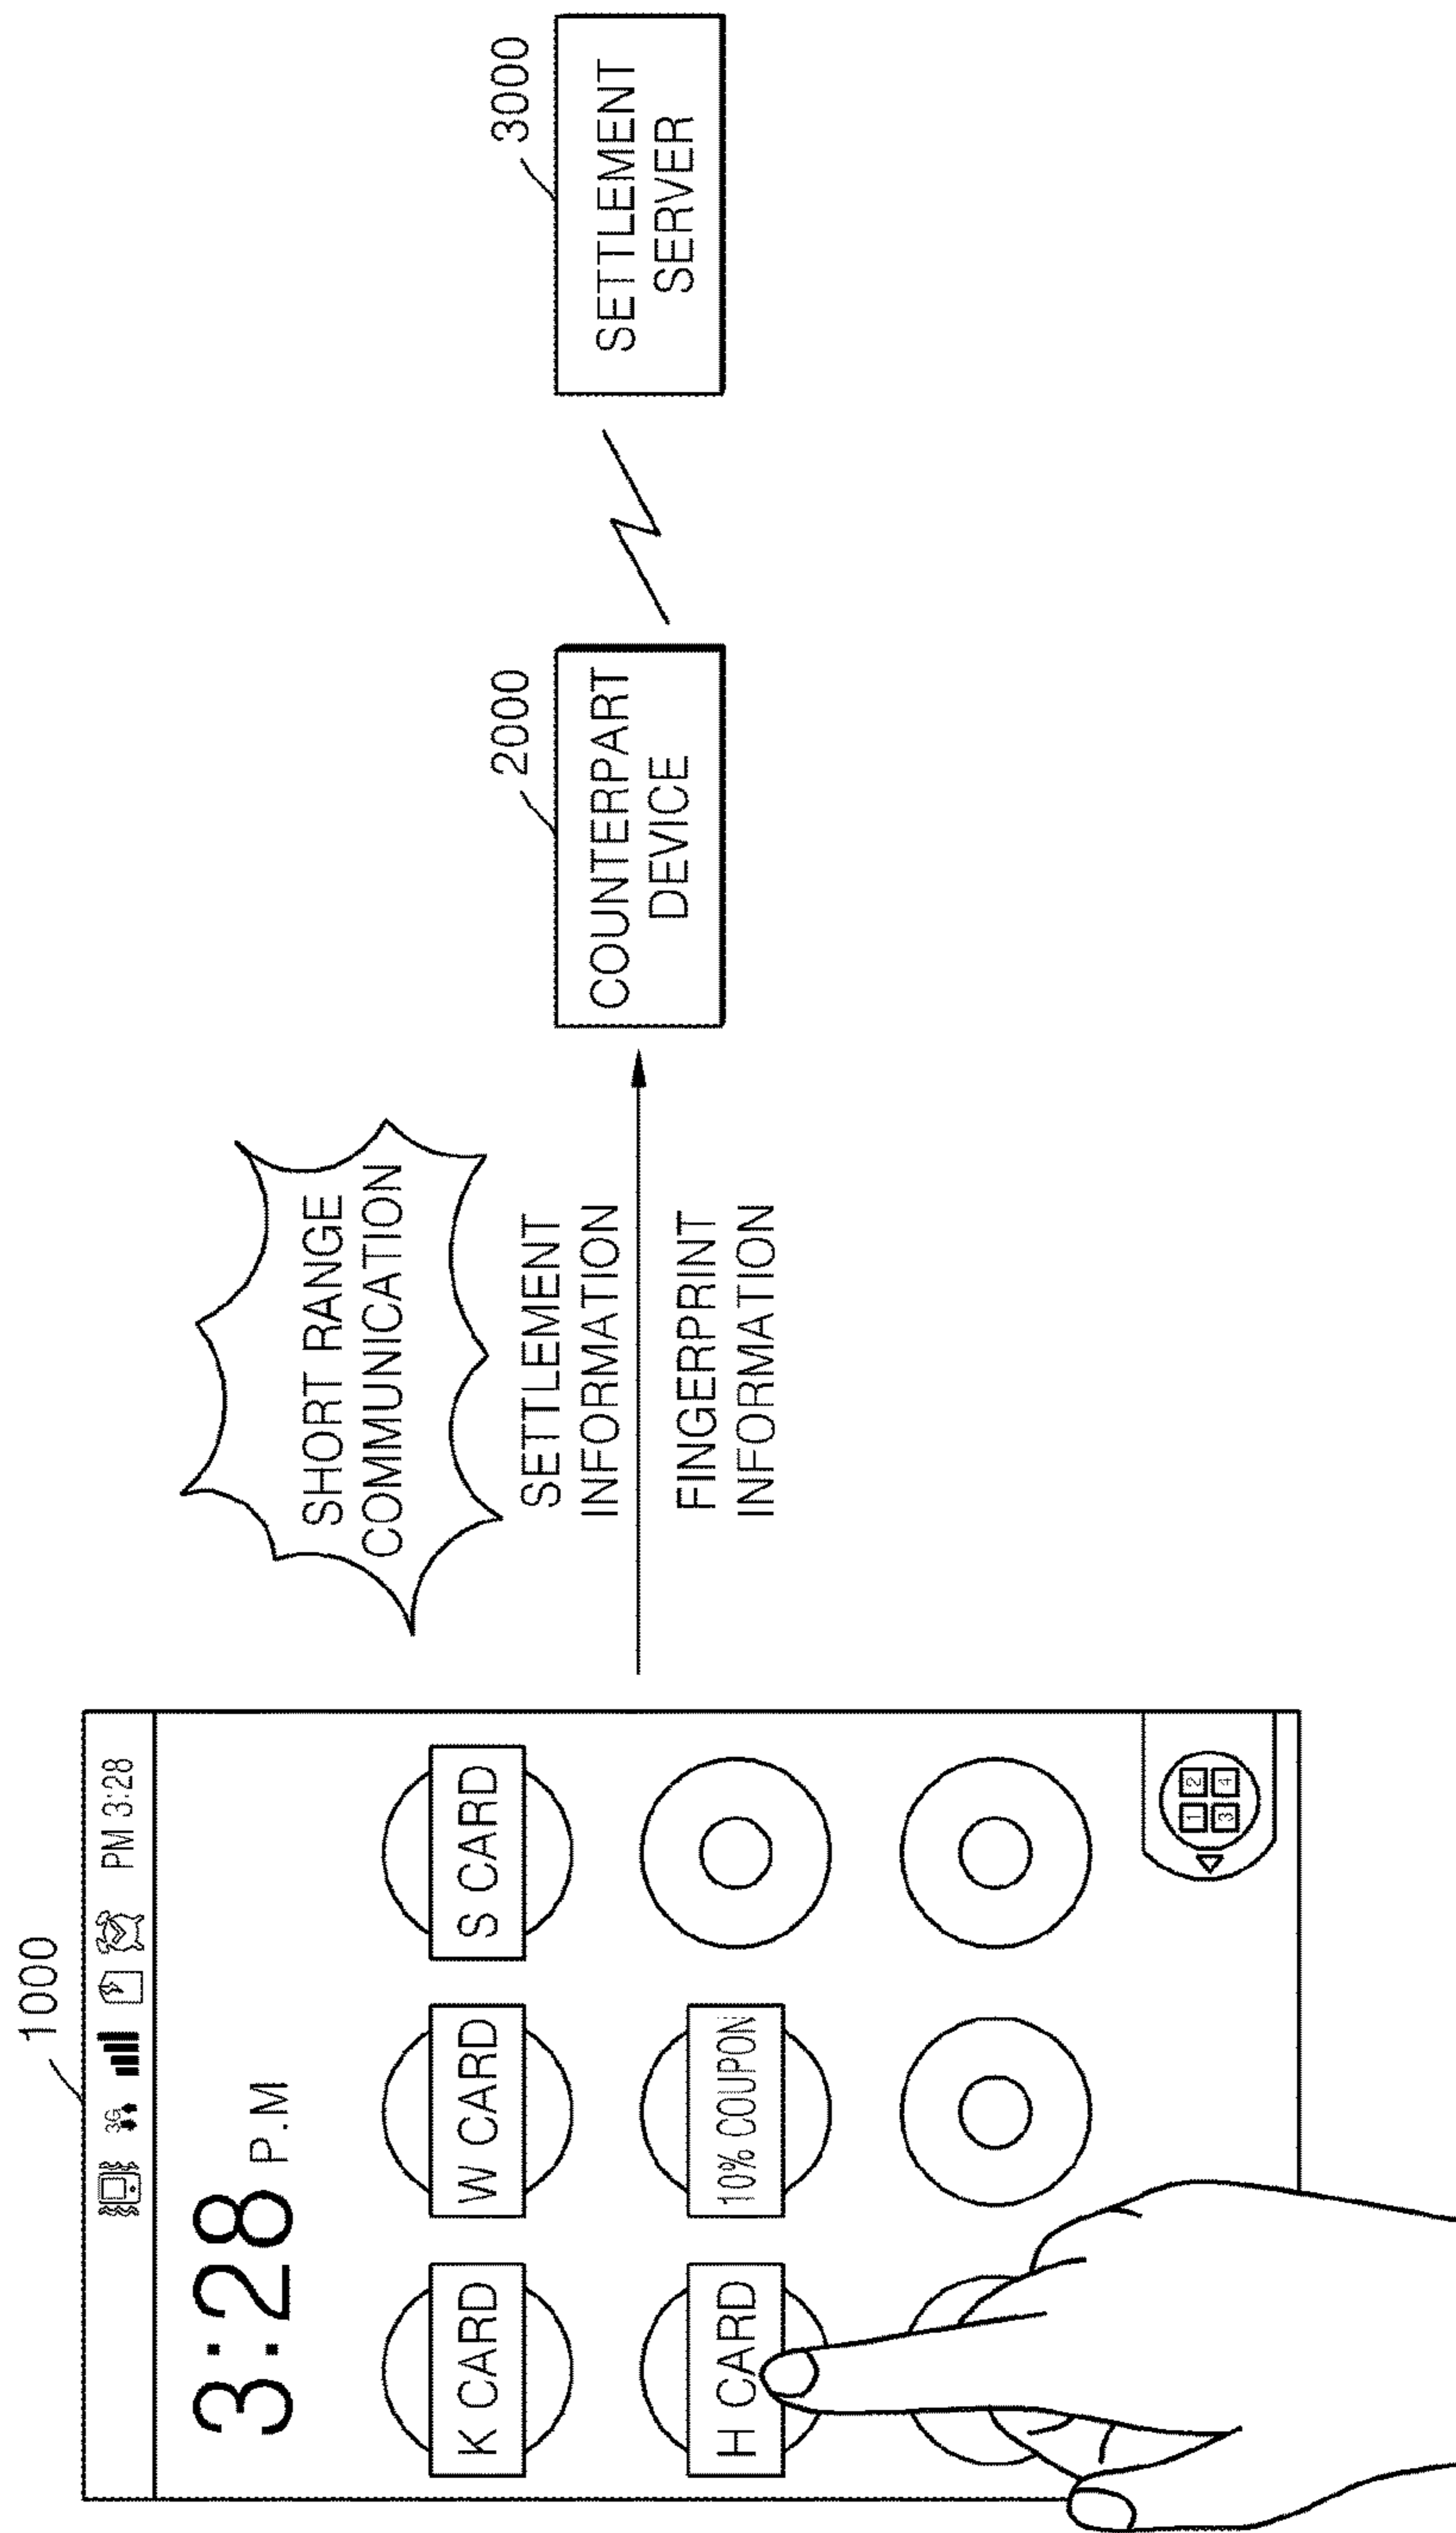 1000
3G
PM 3:28
3:28 P.M
K CARD
W CARD
S CARD
H CARD
10% COUPON
1
2
3
4
SHORT RANGE
COMMUNICATION
SETTLEMENT
INFORMATION
FINGERPRINT
INFORMATION
2000
COUNTERPART
DEVICE
3000
SETTLEMENT
SERVER